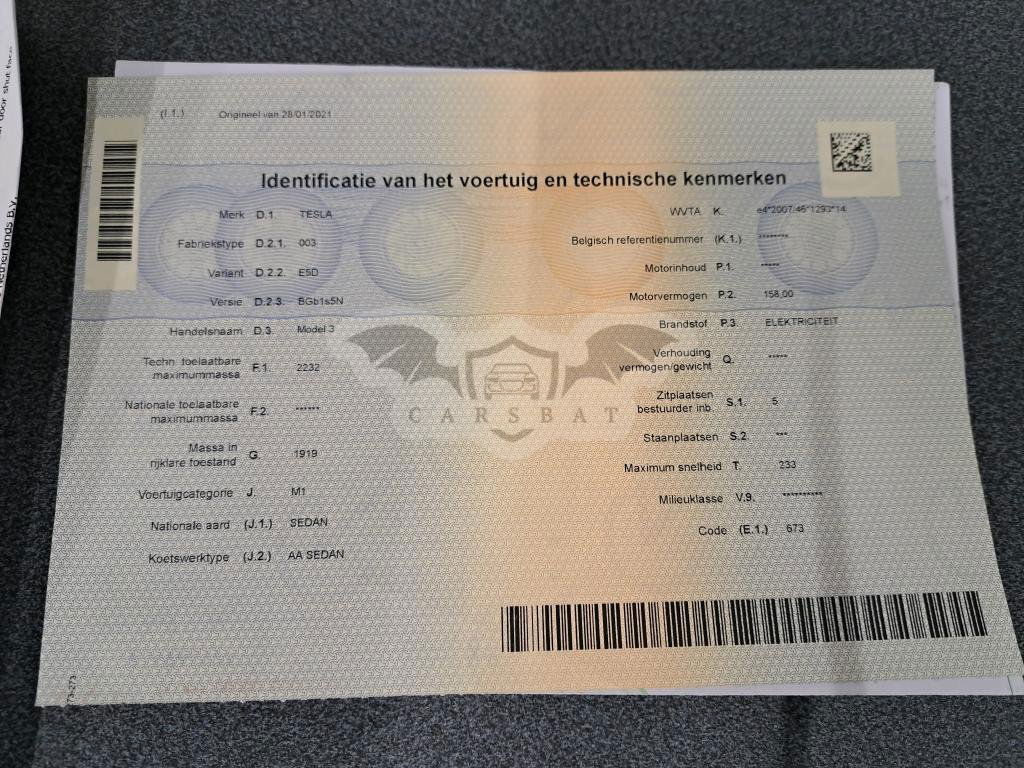 door shut face
Netherlands B.V.
(I.1.) Origineel van 28/01/2021
Identificatie van het voertuig en technische kenmerken
Merk D.1. TESLA
Fabriekstype D.2.1. 003
Variant D.2.2. E5D
Versie D.2.3. BGb1s5N
Handelsnaam D.3. Model 3
Techn. toelaatbare
maximummassa F.1. 2232
Nationale toelaatbare
maximummassa F.2. ******
Massa in
rijklare toestand G. 1919
Voertuigcategorie J. M1
Nationale aard (J.1.) SEDAN
Koetswerktype (J.2.) AA SEDAN
WVTA K. e4*2007/46*1293*14
Belgisch referentienummer (K.1.) ********
Motorinhoud P.1. *****
Motorvermogen P.2. 158,00
Brandstof P.3. ELEKTRICITEIT
Verhouding
vermogen/gewicht Q. *****
Zitplaatsen
bestuurder inb. S.1. 5
Staanplaatsen S.2. ***
Maximum snelheid T. 233
Milieuklasse V.9. **********
Code (E.1.) 673
CARSBAT